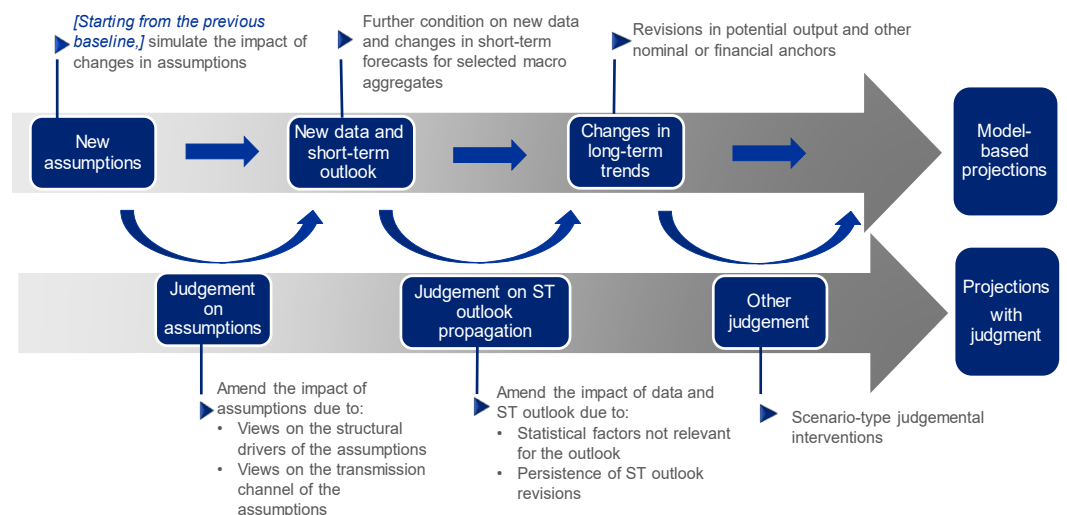 [Starting from the previous
baseline,] simulate the impact of
changes in assumptions
Further condition on new data
and changes in short-term
forecasts for selected macro
aggregates
Revisions in potential output and other
nominal or financial anchors
New
assumptions
New data and
short-term
outlook
Changes in
long-term
trends
Model-
based
projections
Judgement
on
assumptions
Judgement on ST
outlook
propagation
Other
judgement
Projections
with
judgment
Amend the impact of
assumptions due to:
• Views on the structural
drivers of the assumptions
• Views on the transmission
channel of the
assumptions
Amend the impact of data and
ST outlook due to:
• Statistical factors not relevant
for the outlook
• Persistence of ST outlook
revisions
Scenario-type judgemental
interventions